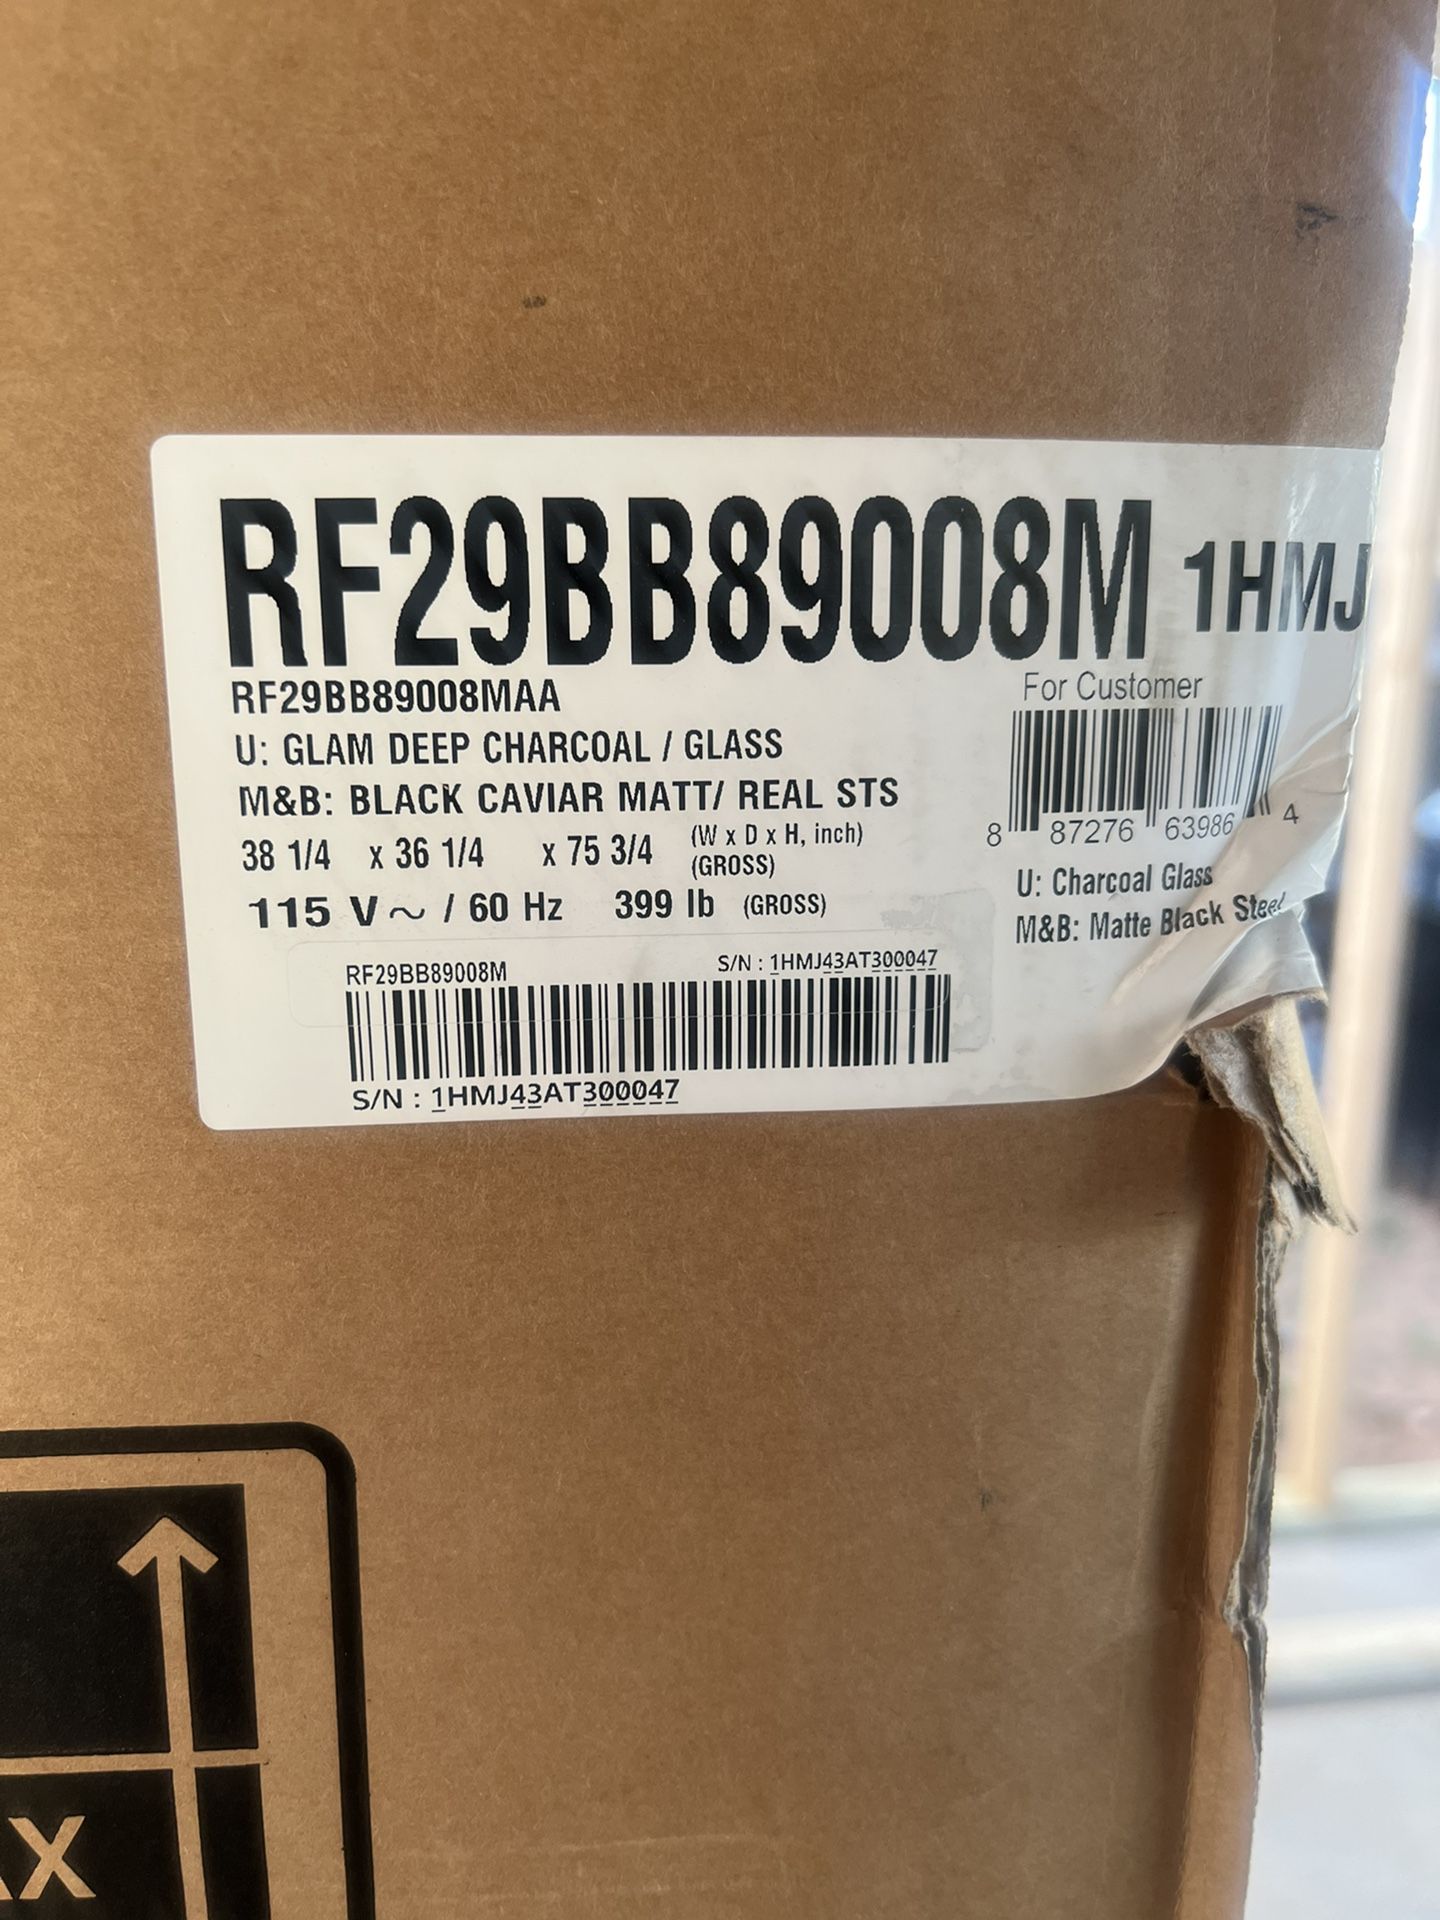 RF29BB89008M 1HMJ
RF29BB89008MAA
U: GLAM DEEP CHARCOAL / GLASS
M&B: BLACK CAVIAR MATT/ REAL STS
38 1/4 x 36 1/4 x 75 3/4 (W x D x H, inch)
(GROSS)
115 V ~ / 60 Hz 399 lb (GROSS)
For Customer
8 87276 63986 4
U: Charcoal Glass
M&B: Matte Black Steel
RF29BB89008M S/N : 1HMJ43AT300047
S/N : 1HMJ43AT300047